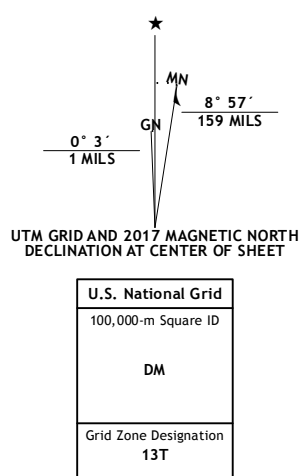 ★
MN
8° 57´
159 MILS
GN
0° 3´
1 MILS
UTM GRID AND 2017 MAGNETIC NORTH
DECLINATION AT CENTER OF SHEET
U.S. National Grid
100,000-m Square ID
DM
Grid Zone Designation
13T